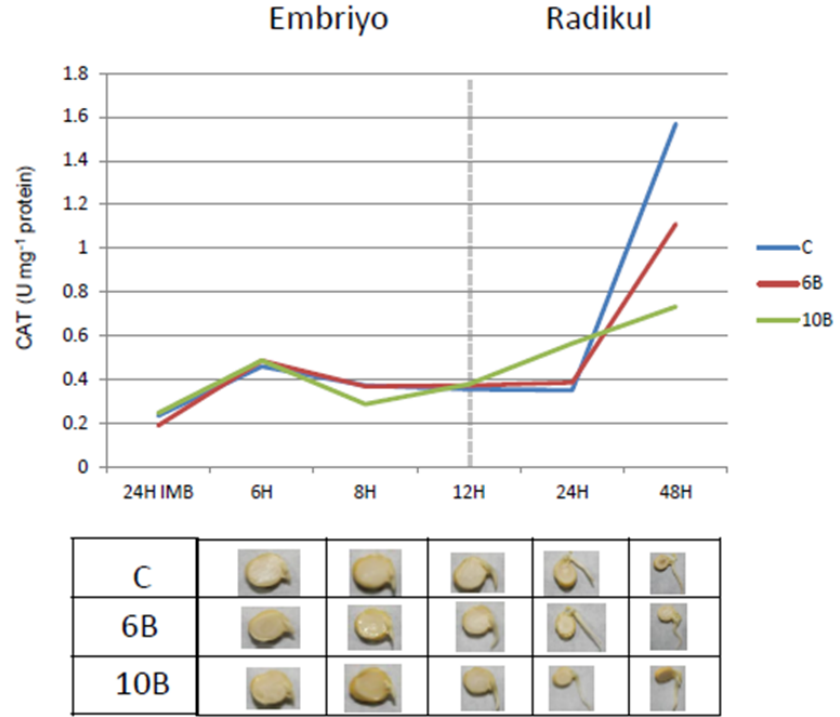 Embriyo Radikul
1.8
1.6
1.4
1.2
1
0.8
0.6
0.4
0.2
0
CAT (U mg⁻¹ protein)
C
6B
10B
24H IMB 6H 8H 12H 24H 48H
C
6B
10B